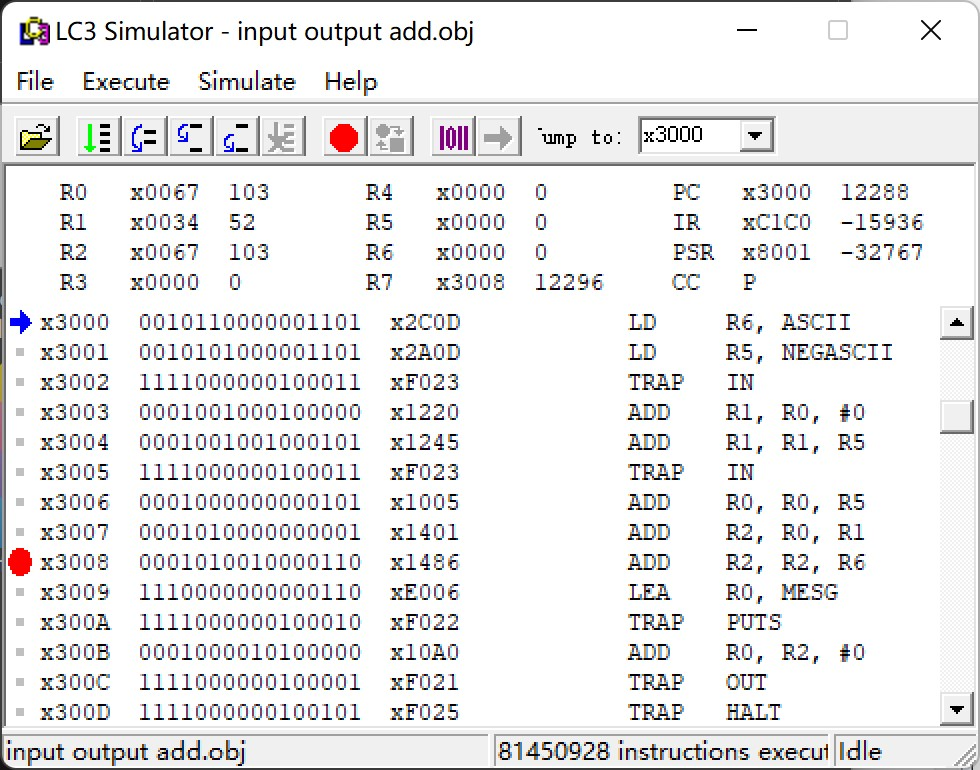 LC3 Simulator - input output add.obj
File Execute Simulate Help
Jump to: x3000
R0 x0067 103 R4 x0000 0 PC x3000 12288
R1 x0034 52 R5 x0000 0 IR xC1C0 -15936
R2 x0067 103 R6 x0000 0 PSR x8001 -32767
R3 x0000 0 R7 x3008 12296 CC P
x3000 0010110000001101 x2C0D LD R6, ASCII
x3001 0010101000001101 x2A0D LD R5, NEGASCII
x3002 1111000000100011 xF023 TRAP IN
x3003 0001001000100000 x1220 ADD R1, R0, #0
x3004 0001001001000101 x1245 ADD R1, R1, R5
x3005 1111000000100011 xF023 TRAP IN
x3006 0001000000000101 x1005 ADD R0, R0, R5
x3007 0001010000000001 x1401 ADD R2, R0, R1
x3008 0001010010000110 x1486 ADD R2, R2, R6
x3009 1110000000000110 xE006 LEA R0, MESG
x300A 1111000000100010 xF022 TRAP PUTS
x300B 0001000010100000 x10A0 ADD R0, R2, #0
x300C 1111000000100001 xF021 TRAP OUT
x300D 1111000000100101 xF025 TRAP HALT
input output add.obj 81450928 instructions execut Idle